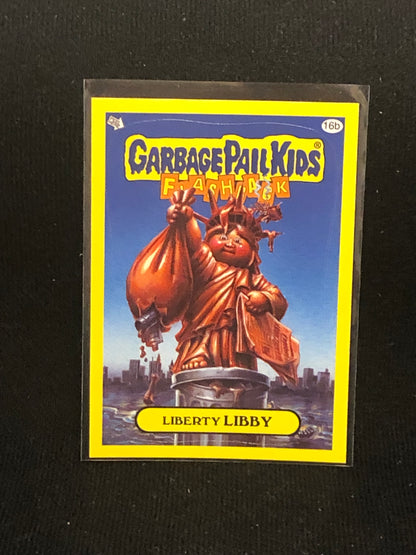 16b
GARBAGE PAIL KIDS®
FLASHBACK
LIBERTY LIBBY